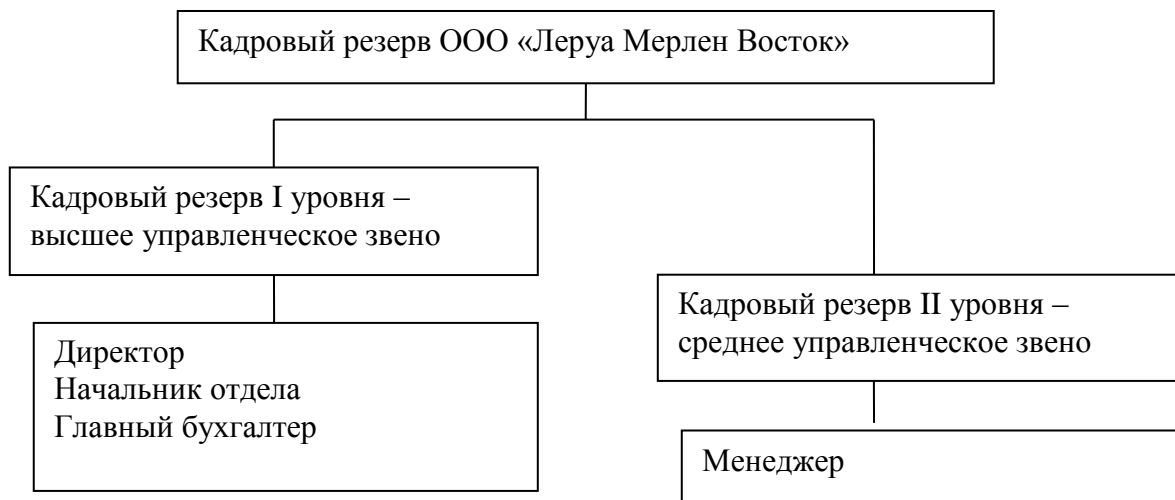 Кадровый резерв ООО «Леруа Мерлен Восток»
Кадровый резерв I уровня –
высшее управленческое звено
Директор
Начальник отдела
Главный бухгалтер
Кадровый резерв II уровня –
среднее управленческое звено
Менеджер